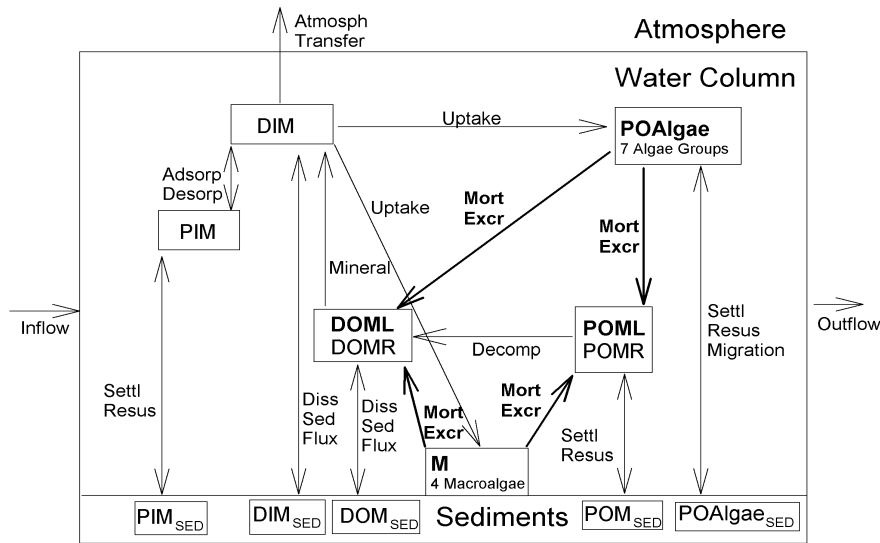 Atmosph
Transfer
Atmosphere
Water Column
DIM
Uptake
POAlgae
7 Algae Groups
Adsorp
Desorp
PIM
Uptake
Mort
Excr
Mort
Excr
Mineral
Inflow
DOML
DOMR
Decomp
POML
POMR
Settl
Resus
Migration
Outflow
Settl
Resus
Diss
Sed
Flux
Diss
Sed
Flux
Mort
Excr
Mort
Excr
Settl
Resus
M
4 Macroalgae
PIMSED
DIMSED
DOMSED
Sediments
POMSED
POAlgaeSED